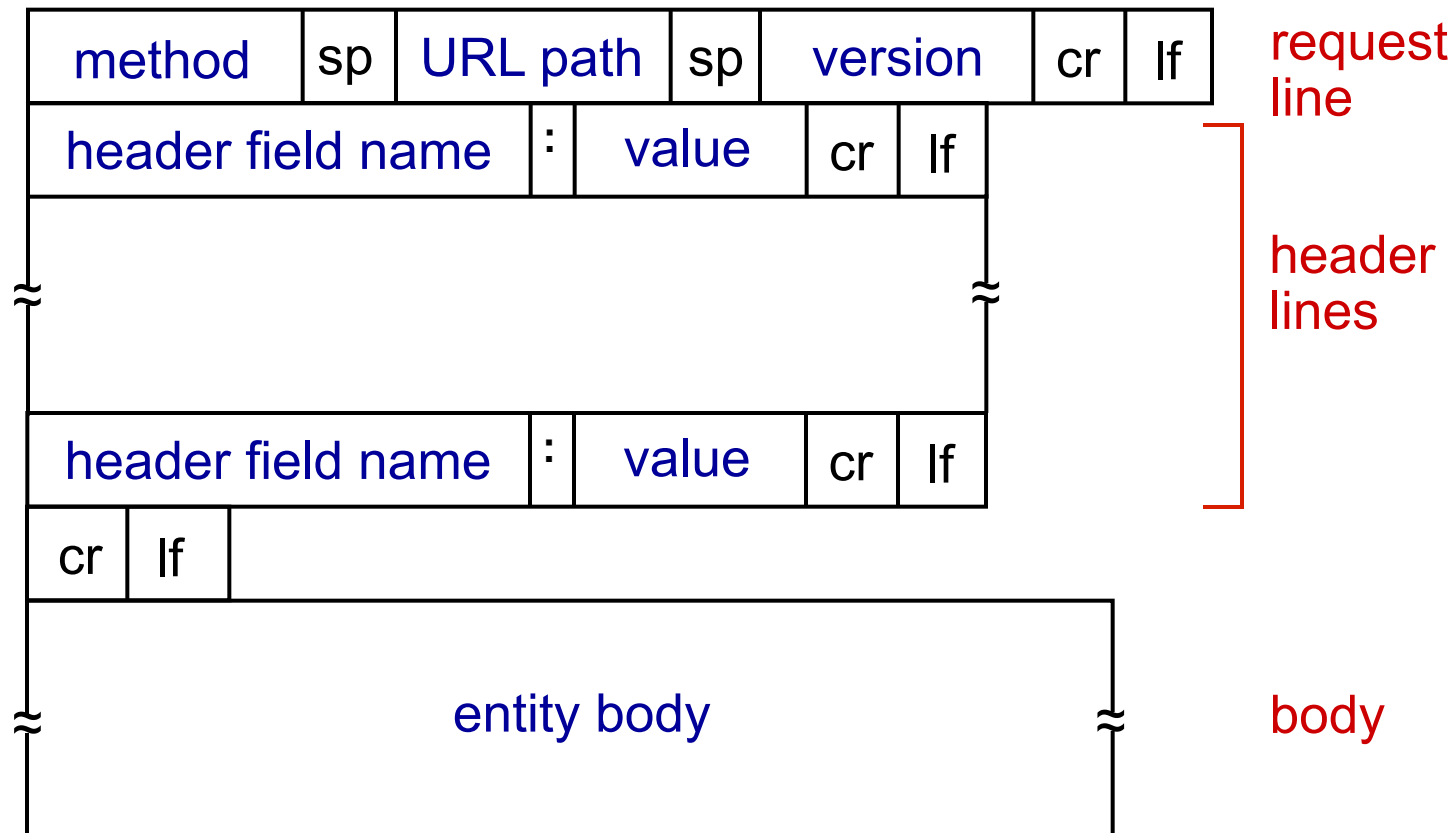 method sp URL path sp version cr lf
request
line
header field name : value cr lf
≈ ≈
header
lines
header field name : value cr lf
cr lf
≈ entity body ≈
body